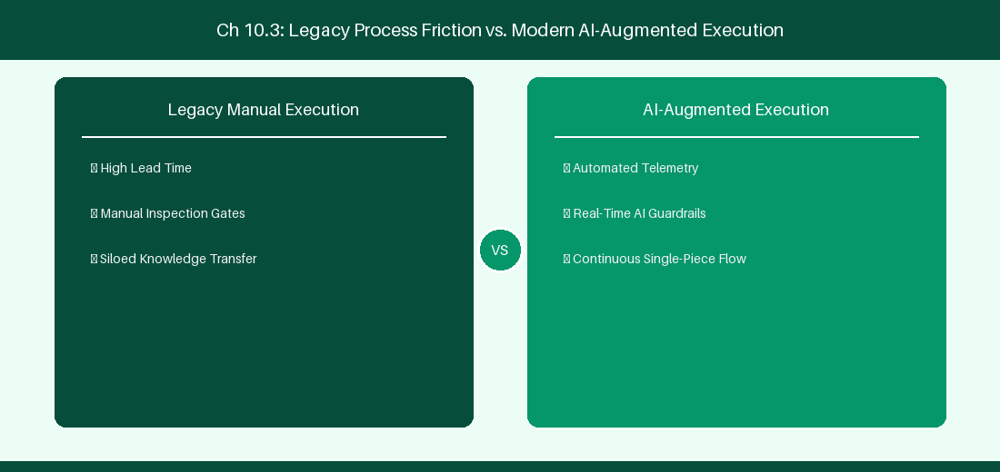 Ch 10.3: Legacy Process Friction vs. Modern AI-Augmented Execution
Legacy Manual Execution
High Lead Time
Manual Inspection Gates
Siloed Knowledge Transfer
VS
AI-Augmented Execution
Automated Telemetry
Real-Time AI Guardrails
Continuous Single-Piece Flow